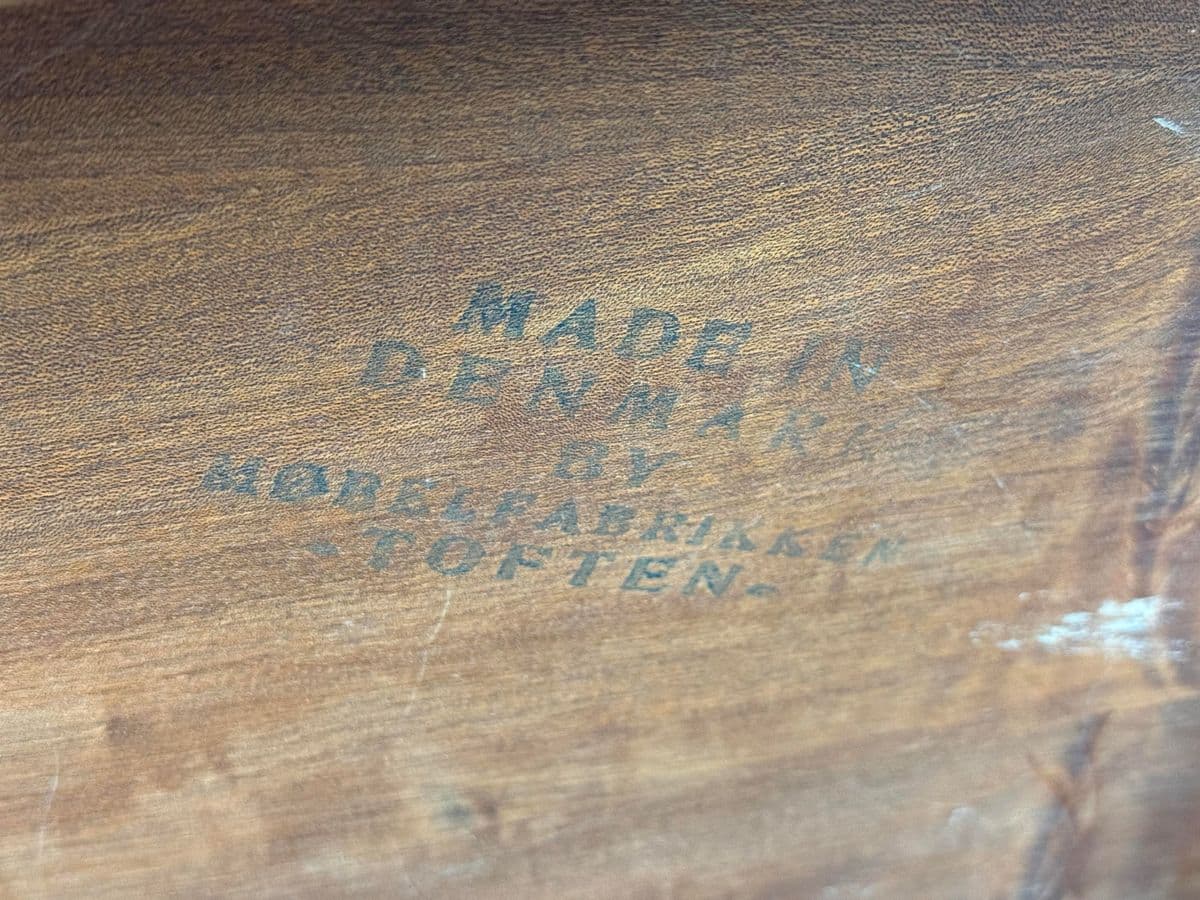 MADE IN
DENMARK
BY
MØBELFABRIKKEN
-TOFTEN-